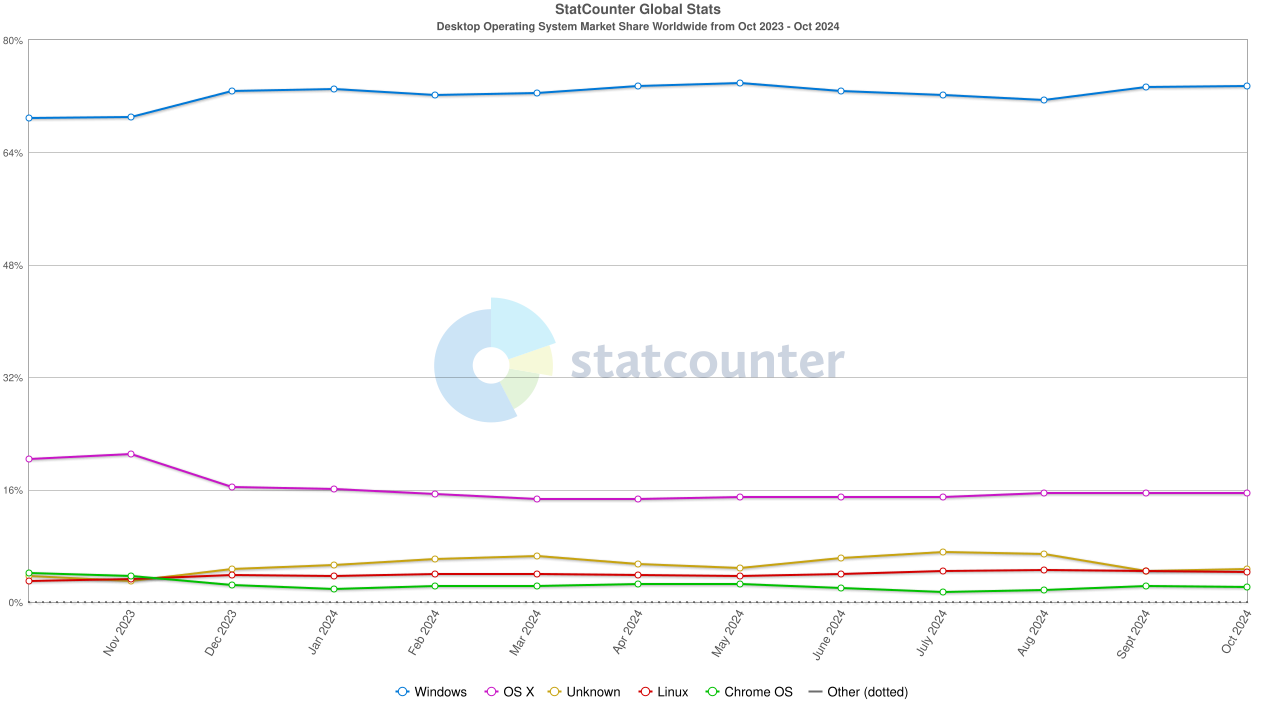 StatCounter Global Stats
Desktop Operating System Market Share Worldwide from Oct 2023 - Oct 2024
80%
64%
48%
32%
16%
0%
statcounter
Nov 2023
Dec 2023
Jan 2024
Feb 2024
Mar 2024
Apr 2024
May 2024
June 2024
July 2024
Aug 2024
Sept 2024
Oct 2024
Windows OS X Unknown Linux Chrome OS Other (dotted)